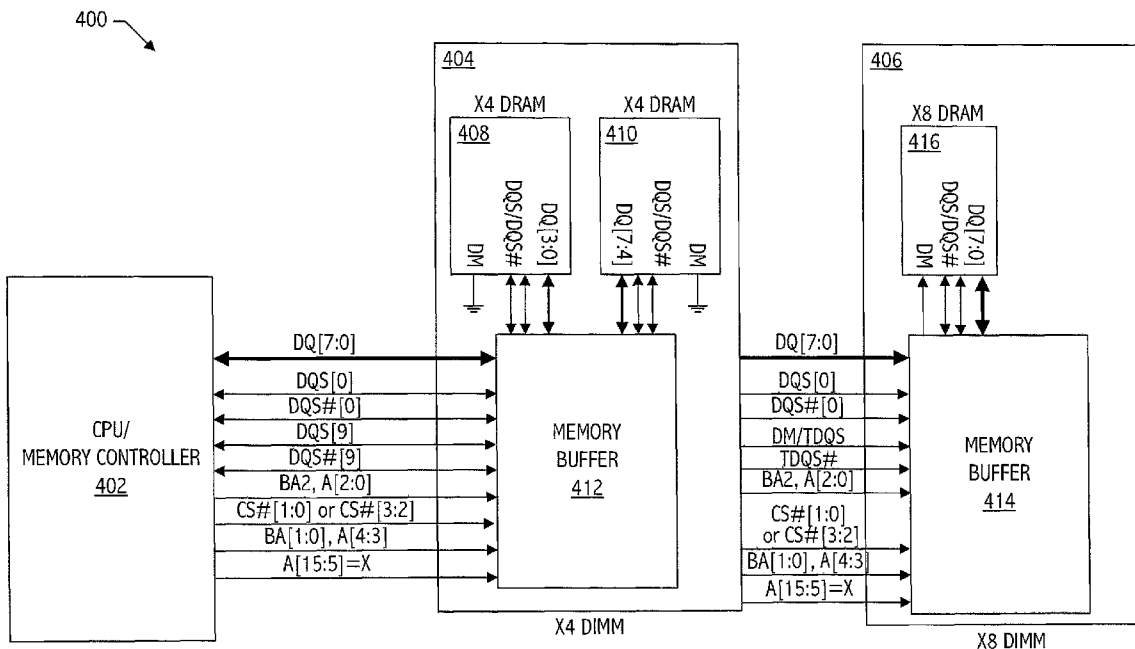 400
404
X4 DRAM
408
DM
DQS/DQS#
DQ[3:0]
X4 DRAM
410
DQ[7:4]
DQS/DQS#
DM
406
X8 DRAM
416
DM
DQS/DQS#
DQ[7:0]
CPU/
MEMORY CONTROLLER
402
DQ[7:0]
DQS[0]
DQS#[0]
DQS[9]
DQS#[9]
BA2, A[2:0]
CS#[1:0] or CS#[3:2]
BA[1:0], A[4:3]
A[15:5]=X
MEMORY
BUFFER
412
X4 DIMM
DQ[7:0]
DQS[0]
DQS#[0]
DM/TDQS
TDQS#
BA2, A[2:0]
CS#[1:0]
or CS#[3:2]
BA[1:0], A[4:3]
A[15:5]=X
MEMORY
BUFFER
414
X8 DIMM